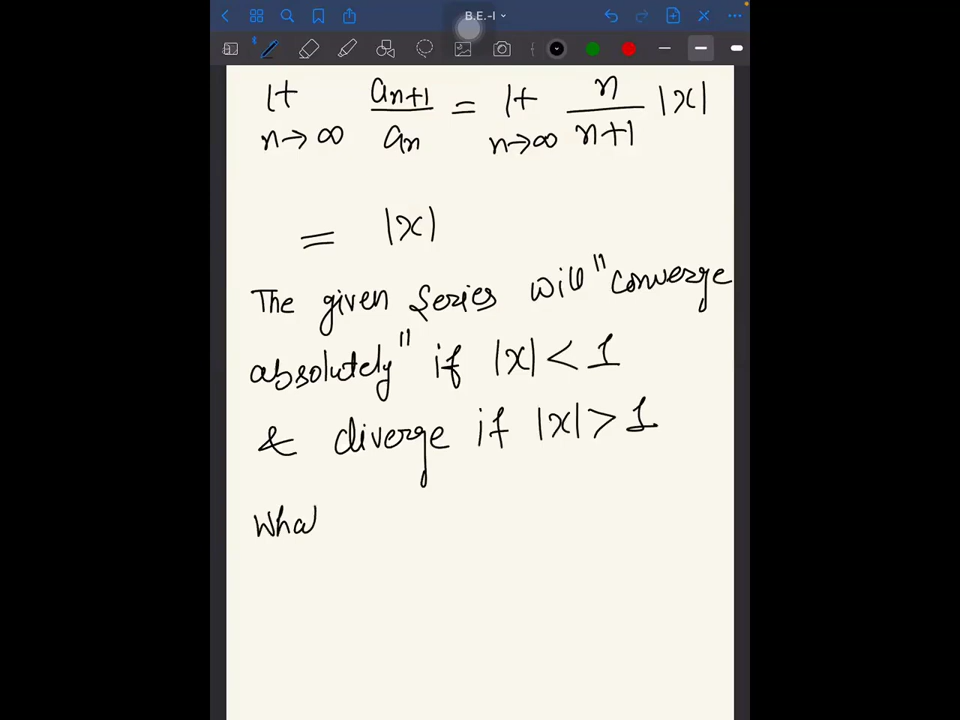 B.E.-I
lt n→∞ an+1/an = lt n→∞ n/n+1 |x|
= |x|
The given series will "converge
absolutely" if |x| < 1
& diverge if |x| > 1
Wha